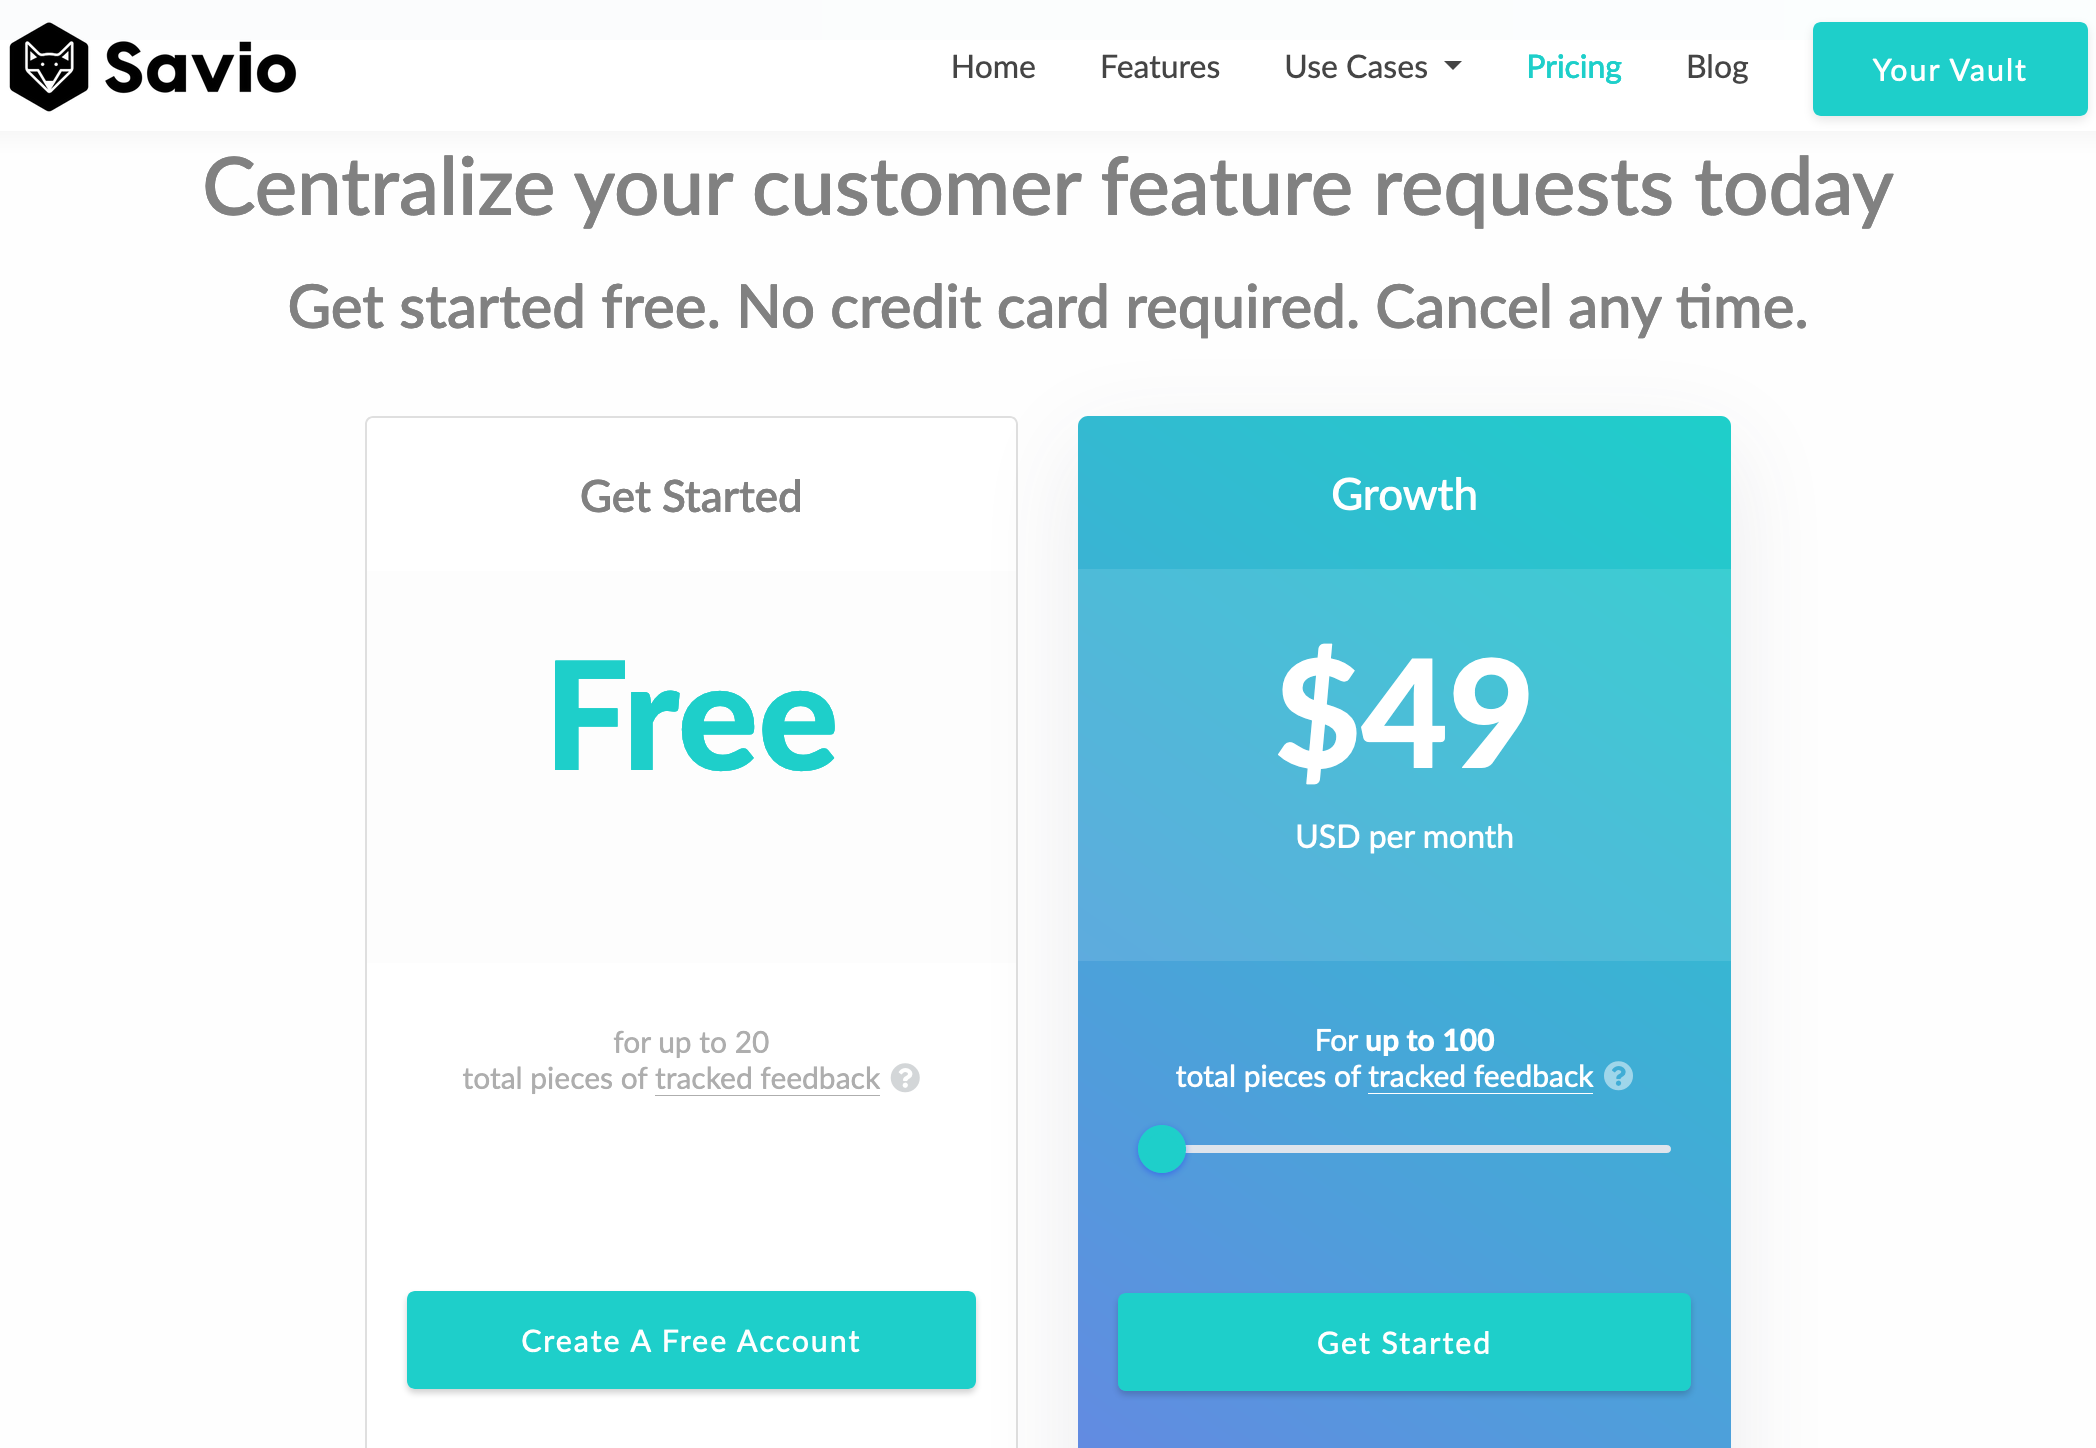 Savio
Home
Features
Use Cases
Pricing
Blog
Your Vault
Centralize your customer feature requests today
Get started free. No credit card required. Cancel any time.
Get Started
Free
for up to 20
total pieces of tracked feedback ?
Create A Free Account
Growth
$49
USD per month
For up to 100
total pieces of tracked feedback ?
Get Started